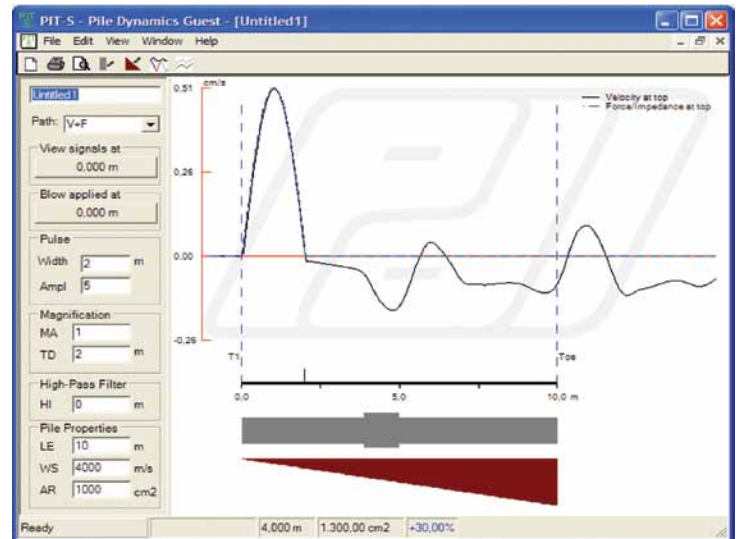 PIT-S - Pile Dynamics Guest - [Untitled1]
File Edit View Window Help
Untitled1
Path: V+F
View signals at
0,000 m
Blow applied at
0.000 m
Pulse
Width 2 m
Ampl 5
Magnification
MA 1
TD 2 m
High-Pass Filter
HI 0 m
Pile Properties
LE 10 m
WS 4000 m/s
AR 1000 cm2
cm/s
0,51
0,26
0.00
-0,26
Velocity at top
Force/Impedance at top
T1
Toe
0,0 5.0 10,0 m
Ready 4,000 m 1.300,00 cm2 +30,00%